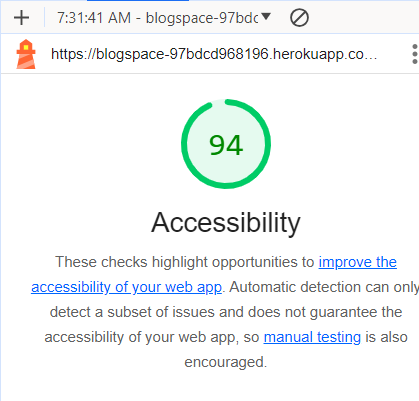 7:31:41 AM - blogspace-97bdc
https://blogspace-97bdcd968196.herokuapp.co…
94
Accessibility
These checks highlight opportunities to improve the
accessibility of your web app. Automatic detection can only
detect a subset of issues and does not guarantee the
accessibility of your web app, so manual testing is also
encouraged.